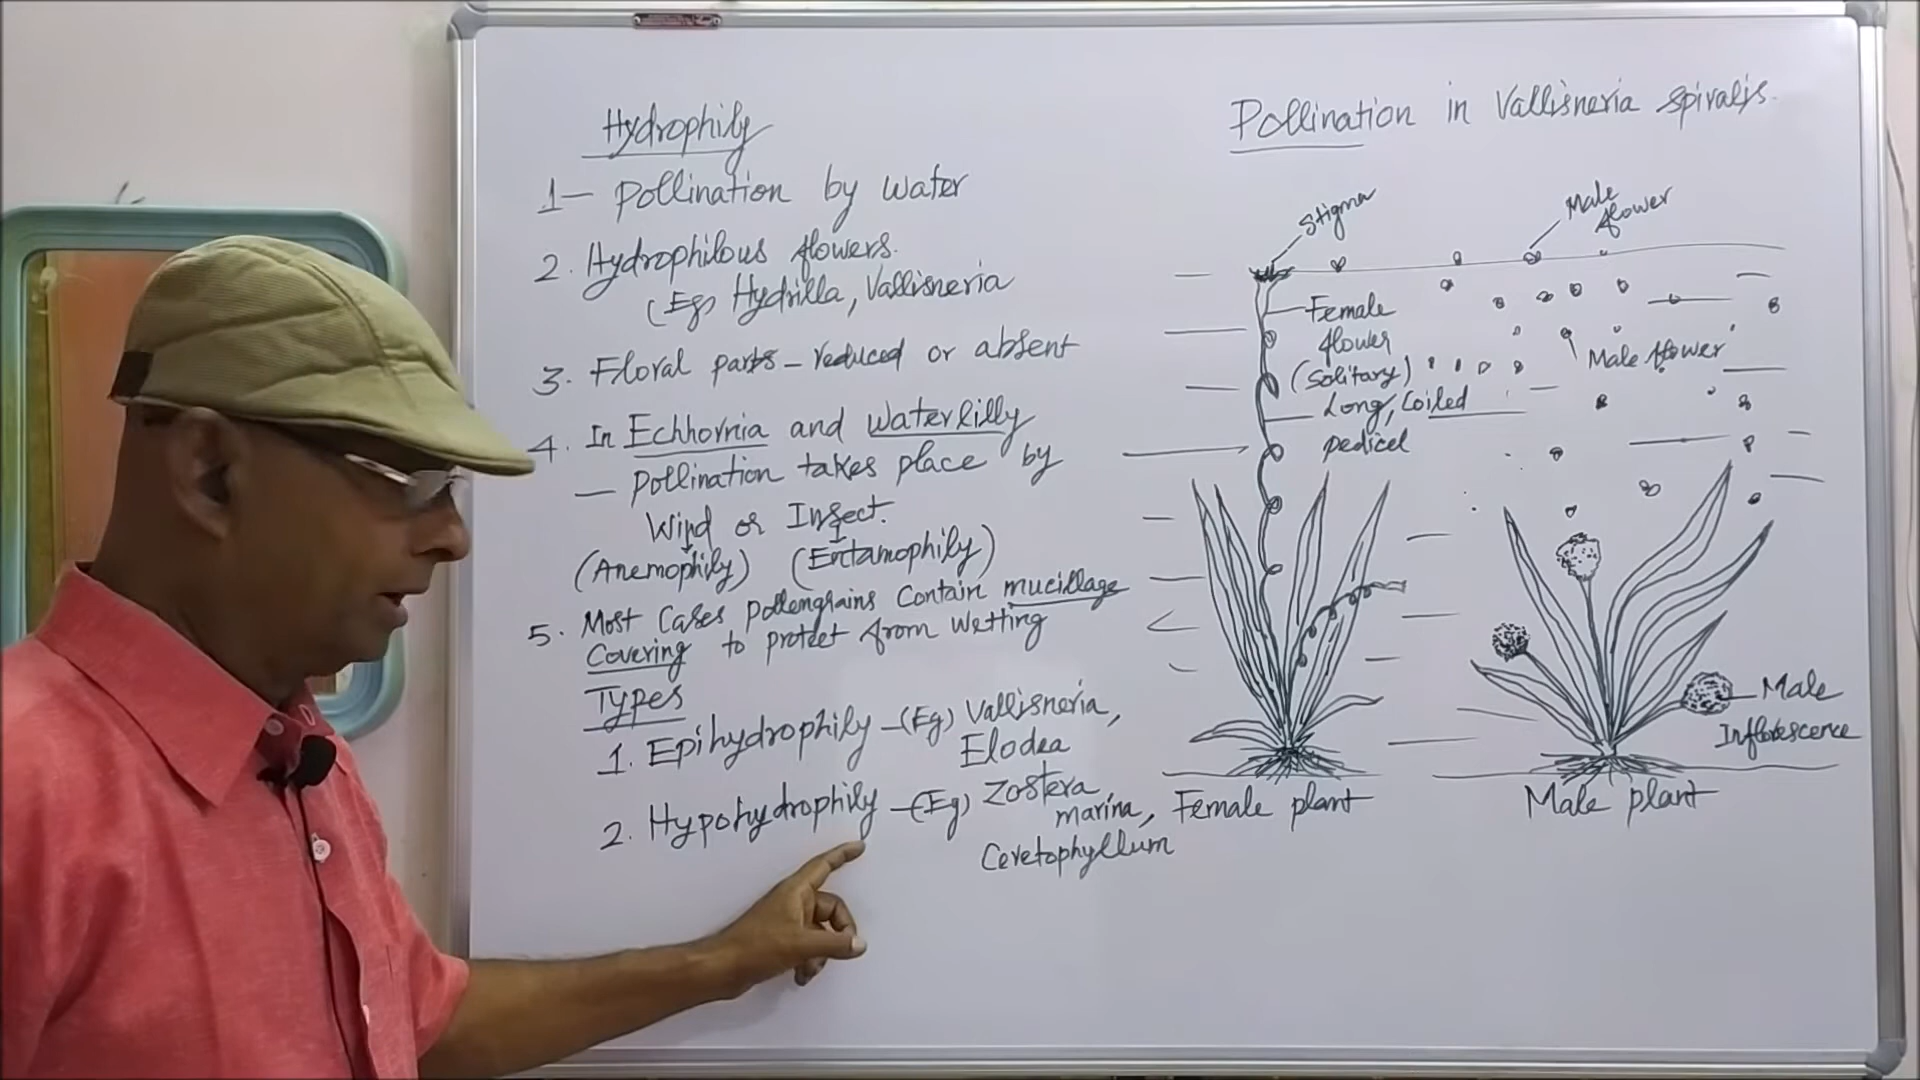 Hydrophily
1– Pollination by water
2. Hydrophilous flowers.
(Eg) Hydrilla, Vallisneria
3. Floral parts – reduced or absent
4. In Echhornia and Waterlilly
– Pollination takes place by
Wind or Insect.
(Anemophily) (Entamophily)
5. Most Cases pollengrains Contain mucillage
Covering to protect from wetting
Types
1. Epihydrophily – (Eg) Vallisneria,
Elodea
2. Hypohydrophily – (Eg) Zostera
marina,
Ceretophyllum
Pollination in Vallisneria spiralis.
Stigma
Male
flower
Female
flower
(Solitary)
Male flower
Long, Coiled
pedicel
Male
Inflorescence
Female plant
Male plant